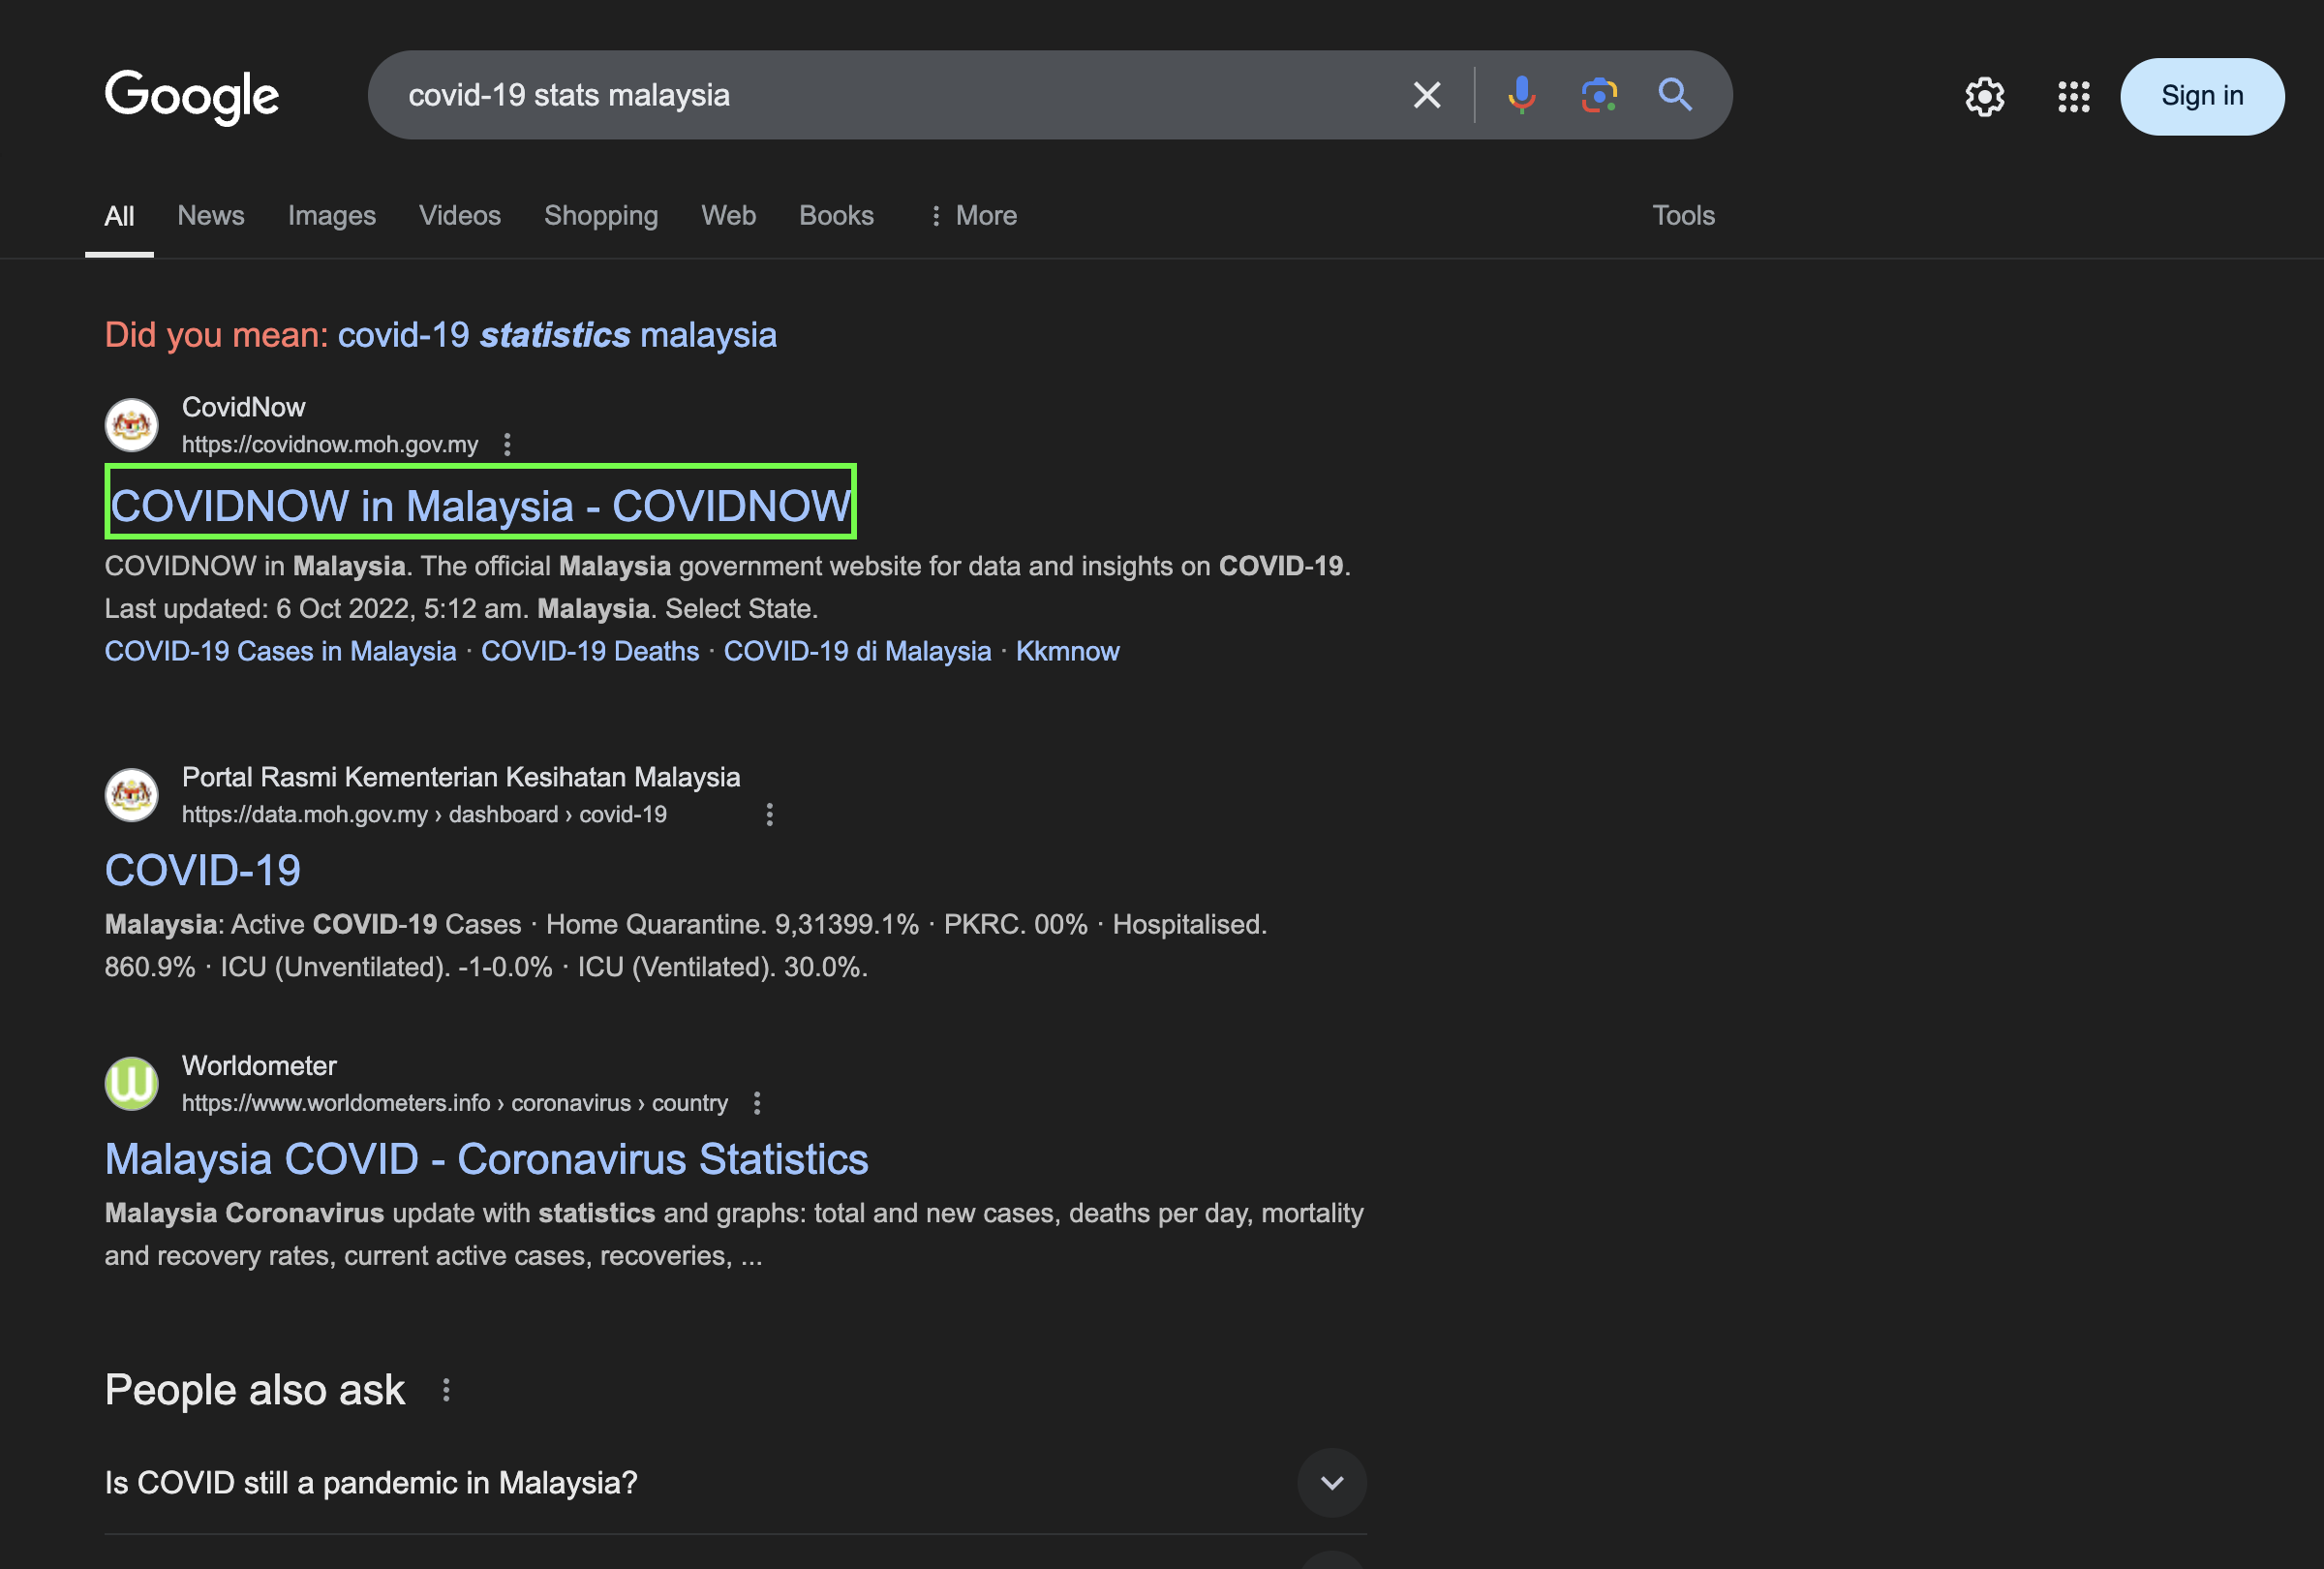 Google
covid-19 stats malaysia
Sign in
All News Images Videos Shopping Web Books More Tools
Did you mean: covid-19 statistics malaysia
CovidNow
https://covidnow.moh.gov.my
COVIDNOW in Malaysia - COVIDNOW
COVIDNOW in Malaysia. The official Malaysia government website for data and insights on COVID-19.
Last updated: 6 Oct 2022, 5:12 am. Malaysia. Select State.
COVID-19 Cases in Malaysia · COVID-19 Deaths · COVID-19 di Malaysia · Kkmnow
Portal Rasmi Kementerian Kesihatan Malaysia
https://data.moh.gov.my › dashboard › covid-19
COVID-19
Malaysia: Active COVID-19 Cases · Home Quarantine. 9,31399.1% · PKRC. 00% · Hospitalised.
860.9% · ICU (Unventilated). -1-0.0% · ICU (Ventilated). 30.0%.
W
Worldometer
https://www.worldometers.info › coronavirus › country
Malaysia COVID - Coronavirus Statistics
Malaysia Coronavirus update with statistics and graphs: total and new cases, deaths per day, mortality
and recovery rates, current active cases, recoveries, ...
People also ask
Is COVID still a pandemic in Malaysia?